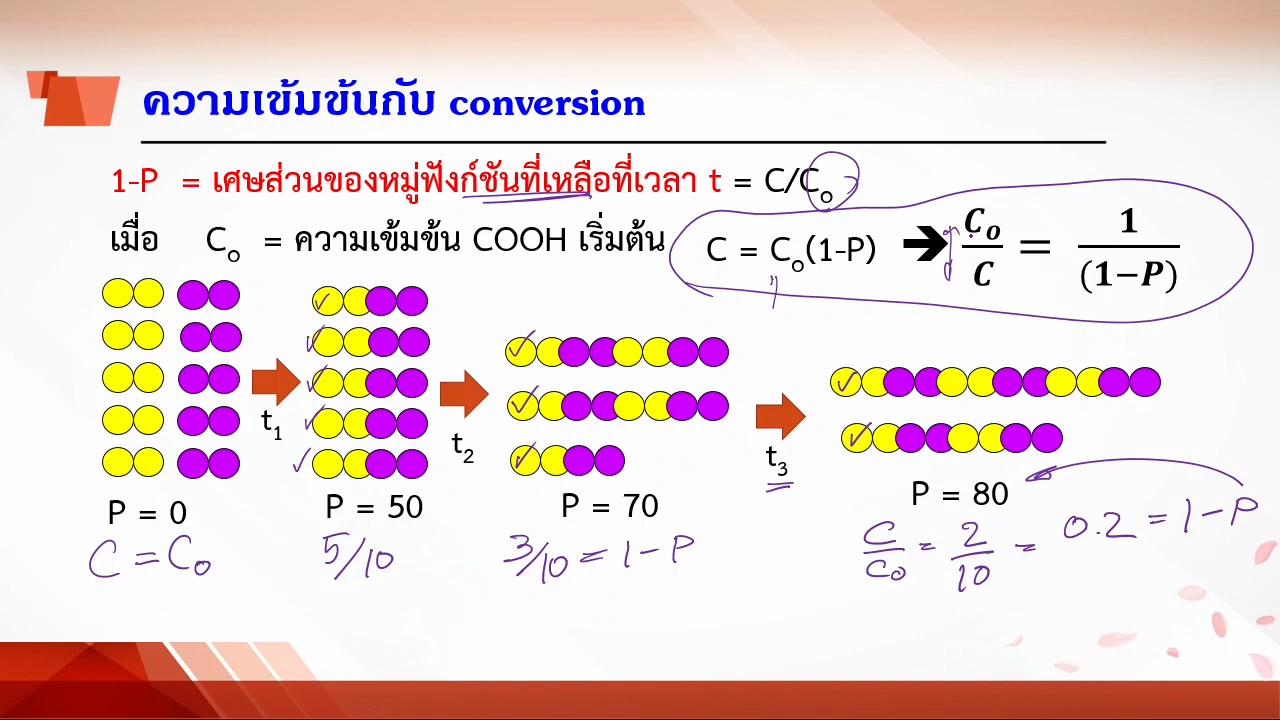 ความเข้มข้นกับ conversion
1-P = เศษส่วนของหมู่ฟังก์ชันที่เหลือที่เวลา t = C/Co
เมื่อ Co = ความเข้มข้น COOH เริ่มต้น
C = Co(1-P) → Co/C = 1/(1−P)
t1
t2
t3
P = 0
P = 50
P = 70
P = 80
C = Co
5/10
3/10 = 1 - P
C/Co = 2/10 = 0.2 = 1 - P